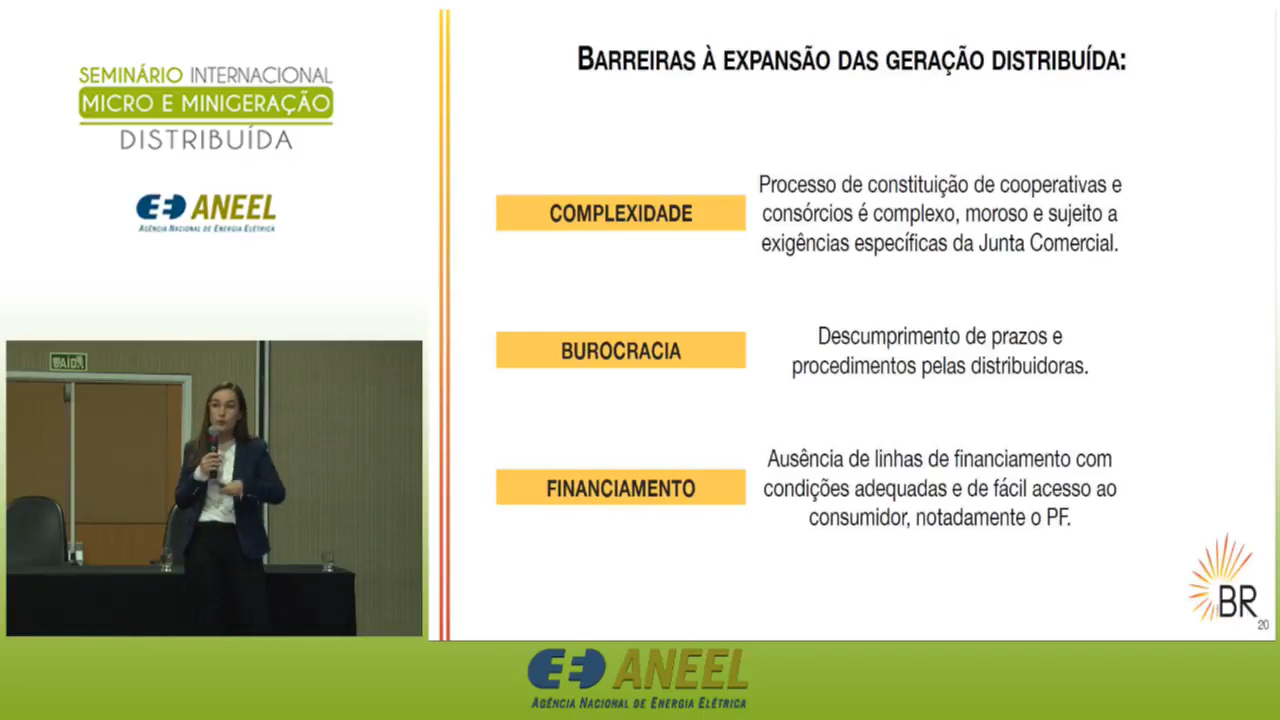 SEMINÁRIO INTERNACIONAL
MICRO E MINIGERAÇÃO
DISTRIBUÍDA
ANEEL
AGÊNCIA NACIONAL DE ENERGIA ELÉTRICA
SAÍDA
BARREIRAS À EXPANSÃO DAS GERAÇÃO DISTRIBUÍDA:
COMPLEXIDADE
Processo de constituição de cooperativas e
consórcios é complexo, moroso e sujeito a
exigências específicas da Junta Comercial.
BUROCRACIA
Descumprimento de prazos e
procedimentos pelas distribuidoras.
FINANCIAMENTO
Ausência de linhas de financiamento com
condições adequadas e de fácil acesso ao
consumidor, notadamente o PF.
BR
20
ANEEL
AGÊNCIA NACIONAL DE ENERGIA ELÉTRICA